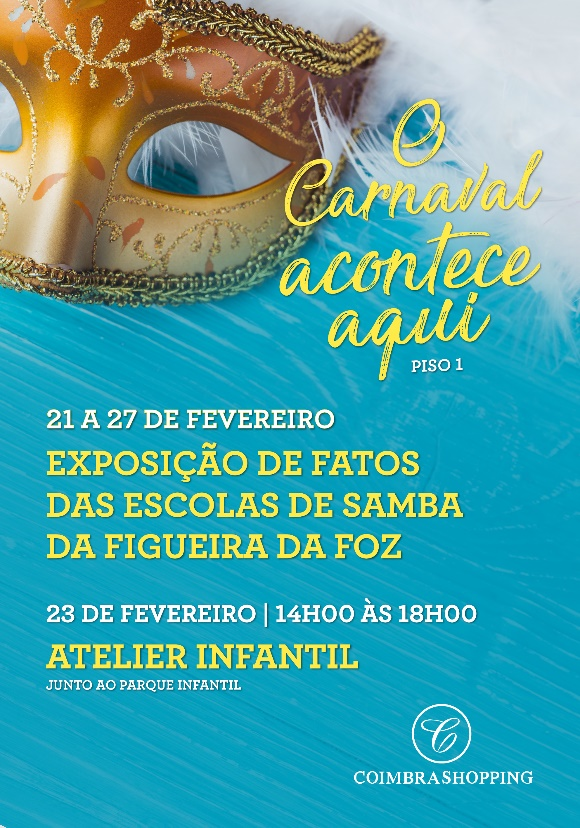 O
Carnaval
acontece
aqui
PISO 1
21 A 27 DE FEVEREIRO
EXPOSIÇÃO DE FATOS
DAS ESCOLAS DE SAMBA
DA FIGUEIRA DA FOZ
23 DE FEVEREIRO | 14H00 ÀS 18H00
ATELIER INFANTIL
JUNTO AO PARQUE INFANTIL
C
COIMBRASHOPPING